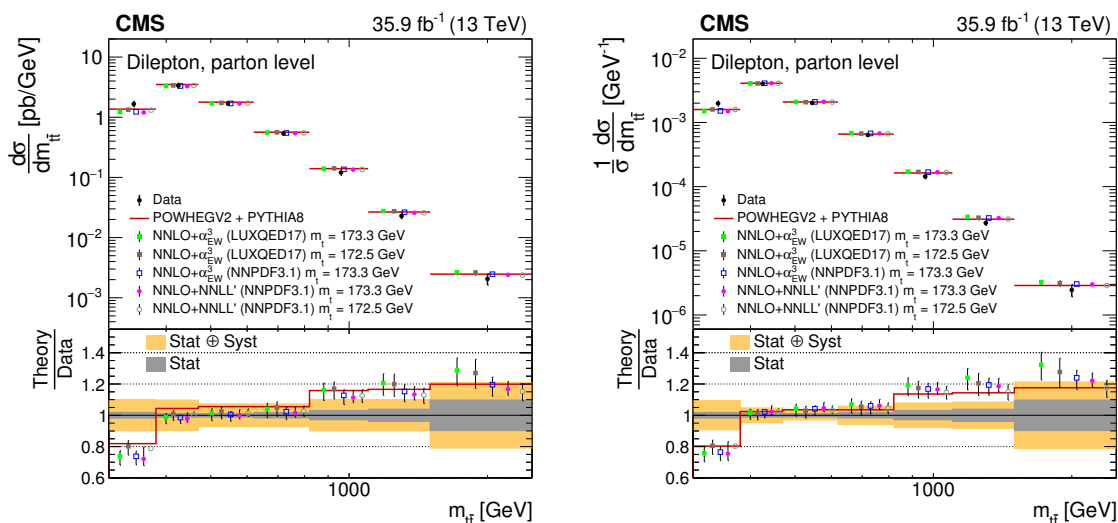 CMS 35.9 fb⁻¹ (13 TeV)
Dilepton, parton level
dσ/dm_tt̄ [pb/GeV]
10
1
10⁻¹
10⁻²
10⁻³
Data
POWHEGV2 + PYTHIA8
NNLO+α³_EW (LUXQED17) m_t = 173.3 GeV
NNLO+α³_EW (LUXQED17) m_t = 172.5 GeV
NNLO+α³_EW (NNPDF3.1) m_t = 173.3 GeV
NNLO+NNLL' (NNPDF3.1) m_t = 173.3 GeV
NNLO+NNLL' (NNPDF3.1) m_t = 172.5 GeV
Theory/Data
Stat ⊕ Syst
Stat
1.4
1.2
1
0.8
0.6
1000
m_tt̄ [GeV]
CMS 35.9 fb⁻¹ (13 TeV)
Dilepton, parton level
1/σ dσ/dm_tt̄ [GeV⁻¹]
10⁻¹
10⁻²
10⁻³
10⁻⁴
10⁻⁵
10⁻⁶
Data
POWHEGV2 + PYTHIA8
NNLO+α³_EW (LUXQED17) m_t = 173.3 GeV
NNLO+α³_EW (LUXQED17) m_t = 172.5 GeV
NNLO+α³_EW (NNPDF3.1) m_t = 173.3 GeV
NNLO+NNLL' (NNPDF3.1) m_t = 173.3 GeV
NNLO+NNLL' (NNPDF3.1) m_t = 172.5 GeV
Theory/Data
Stat ⊕ Syst
Stat
1.4
1.2
1
0.8
0.6
1000
m_tt̄ [GeV]